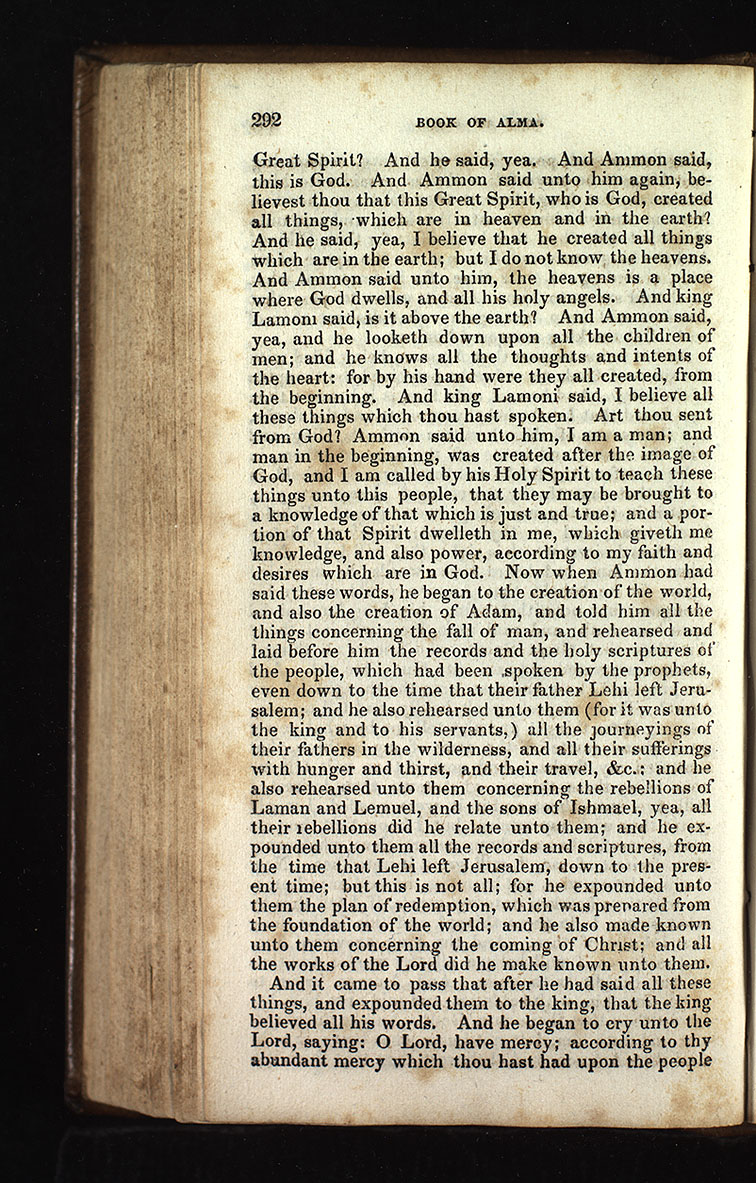 292 BOOK OF ALMA.
Great Spirit? And he said, yea. And Ammon said,
this is God. And Ammon said unto him again, be-
lievest thou that this Great Spirit, who is God, created
all things, which are in heaven and in the earth?
And he said, yea, I believe that he created all things
which are in the earth; but I do not know the heavens.
And Ammon said unto him, the heavens is a place
where God dwells, and all his holy angels. And king
Lamoni said, is it above the earth? And Ammon said,
yea, and he looketh down upon all the children of
men; and he knows all the thoughts and intents of
the heart: for by his hand were they all created, from
the beginning. And king Lamoni said, I believe all
these things which thou hast spoken. Art thou sent
from God? Ammon said unto him, I am a man; and
man in the beginning, was created after the image of
God, and I am called by his Holy Spirit to teach these
things unto this people, that they may be brought to
a knowledge of that which is just and true; and a por-
tion of that Spirit dwelleth in me, which giveth me
knowledge, and also power, according to my faith and
desires which are in God. Now when Ammon had
said these words, he began to the creation of the world,
and also the creation of Adam, and told him all the
things concerning the fall of man, and rehearsed and
laid before him the records and the holy scriptures of
the people, which had been spoken by the prophets,
even down to the time that their father Lehi left Jeru-
salem; and he also rehearsed unto them (for it was unto
the king and to his servants,) all the journeyings of
their fathers in the wilderness, and all their sufferings
with hunger and thirst, and their travel, &c.: and he
also rehearsed unto them concerning the rebellions of
Laman and Lemuel, and the sons of Ishmael, yea, all
their rebellions did he relate unto them; and he ex-
pounded unto them all the records and scriptures, from
the time that Lehi left Jerusalem, down to the pres-
ent time; but this is not all; for he expounded unto
them the plan of redemption, which was prepared from
the foundation of the world; and he also made known
unto them concerning the coming of Christ; and all
the works of the Lord did he make known unto them.
And it came to pass that after he had said all these
things, and expounded them to the king, that the king
believed all his words. And he began to cry unto the
Lord, saying: O Lord, have mercy; according to thy
abundant mercy which thou hast had upon the people